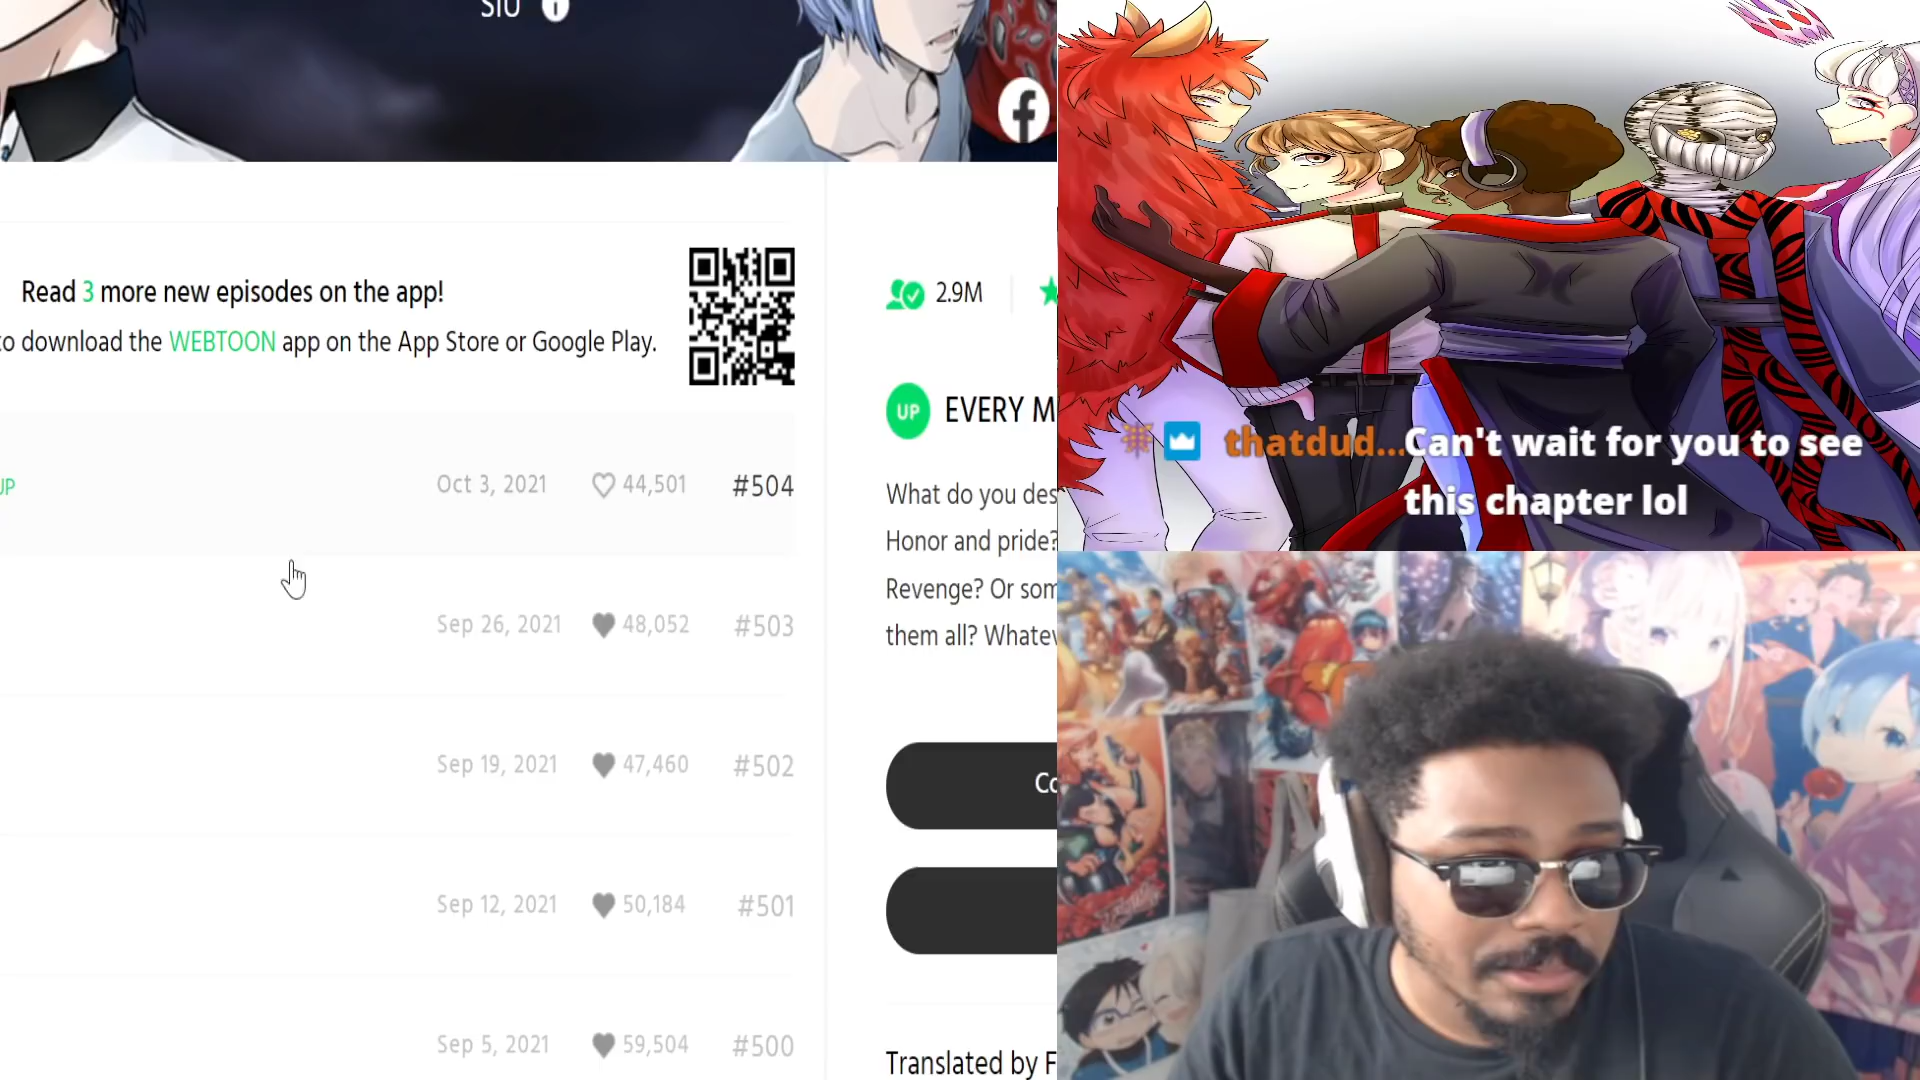 SIU
Read 3 more new episodes on the app!
to download the WEBTOON app on the App Store or Google Play.
UP
Oct 3, 2021 44,501 #504
Sep 26, 2021 48,052 #503
Sep 19, 2021 47,460 #502
Sep 12, 2021 50,184 #501
Sep 5, 2021 59,504 #500
2.9M
UP EVERY M
What do you des
Honor and pride?
Revenge? Or som
them all? Whatev
Co
Translated by F
thatdud...Can't wait for you to see
this chapter lol